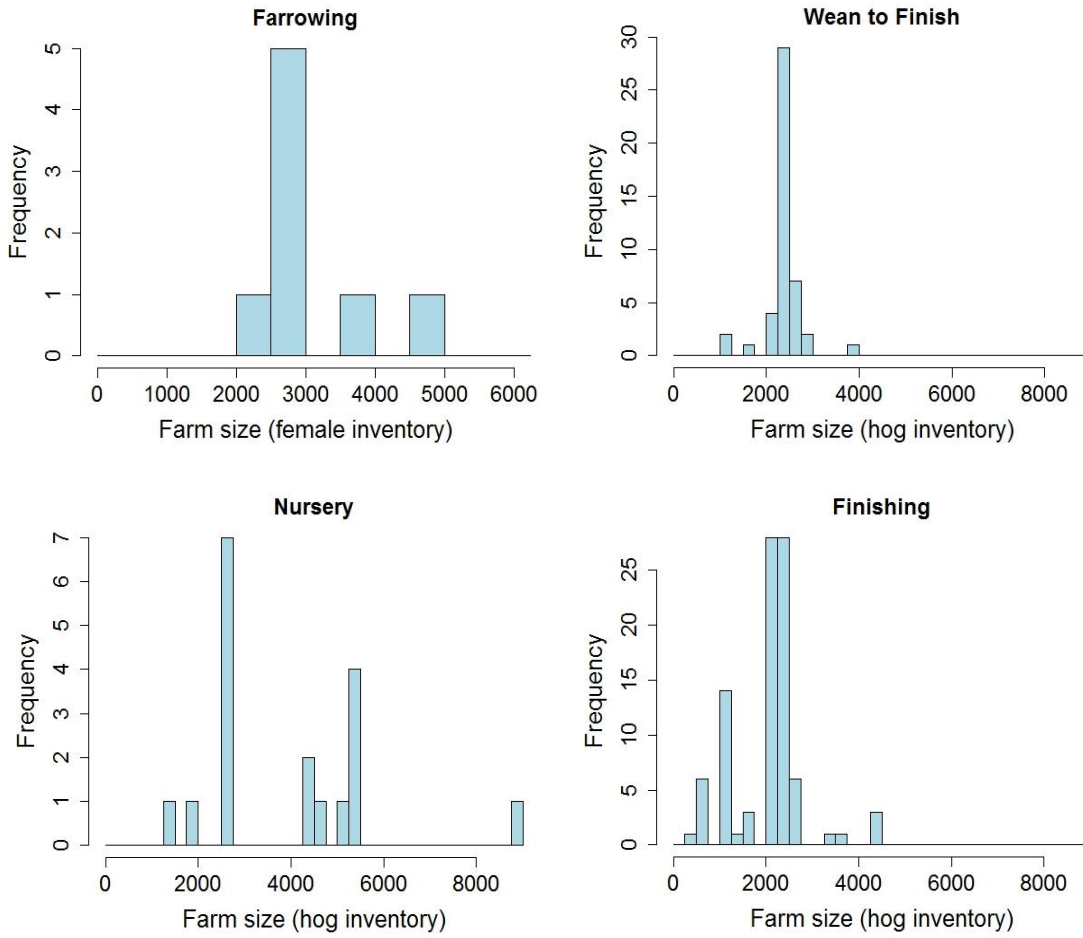 Farrowing
Frequency
5
4
3
2
1
0
0 1000 2000 3000 4000 5000 6000
Farm size (female inventory)
Wean to Finish
Frequency
30
25
20
15
10
5
0
0 2000 4000 6000 8000
Farm size (hog inventory)
Nursery
Frequency
7
6
5
4
3
2
1
0
0 2000 4000 6000 8000
Farm size (hog inventory)
Finishing
Frequency
25
20
15
10
5
0
0 2000 4000 6000 8000
Farm size (hog inventory)